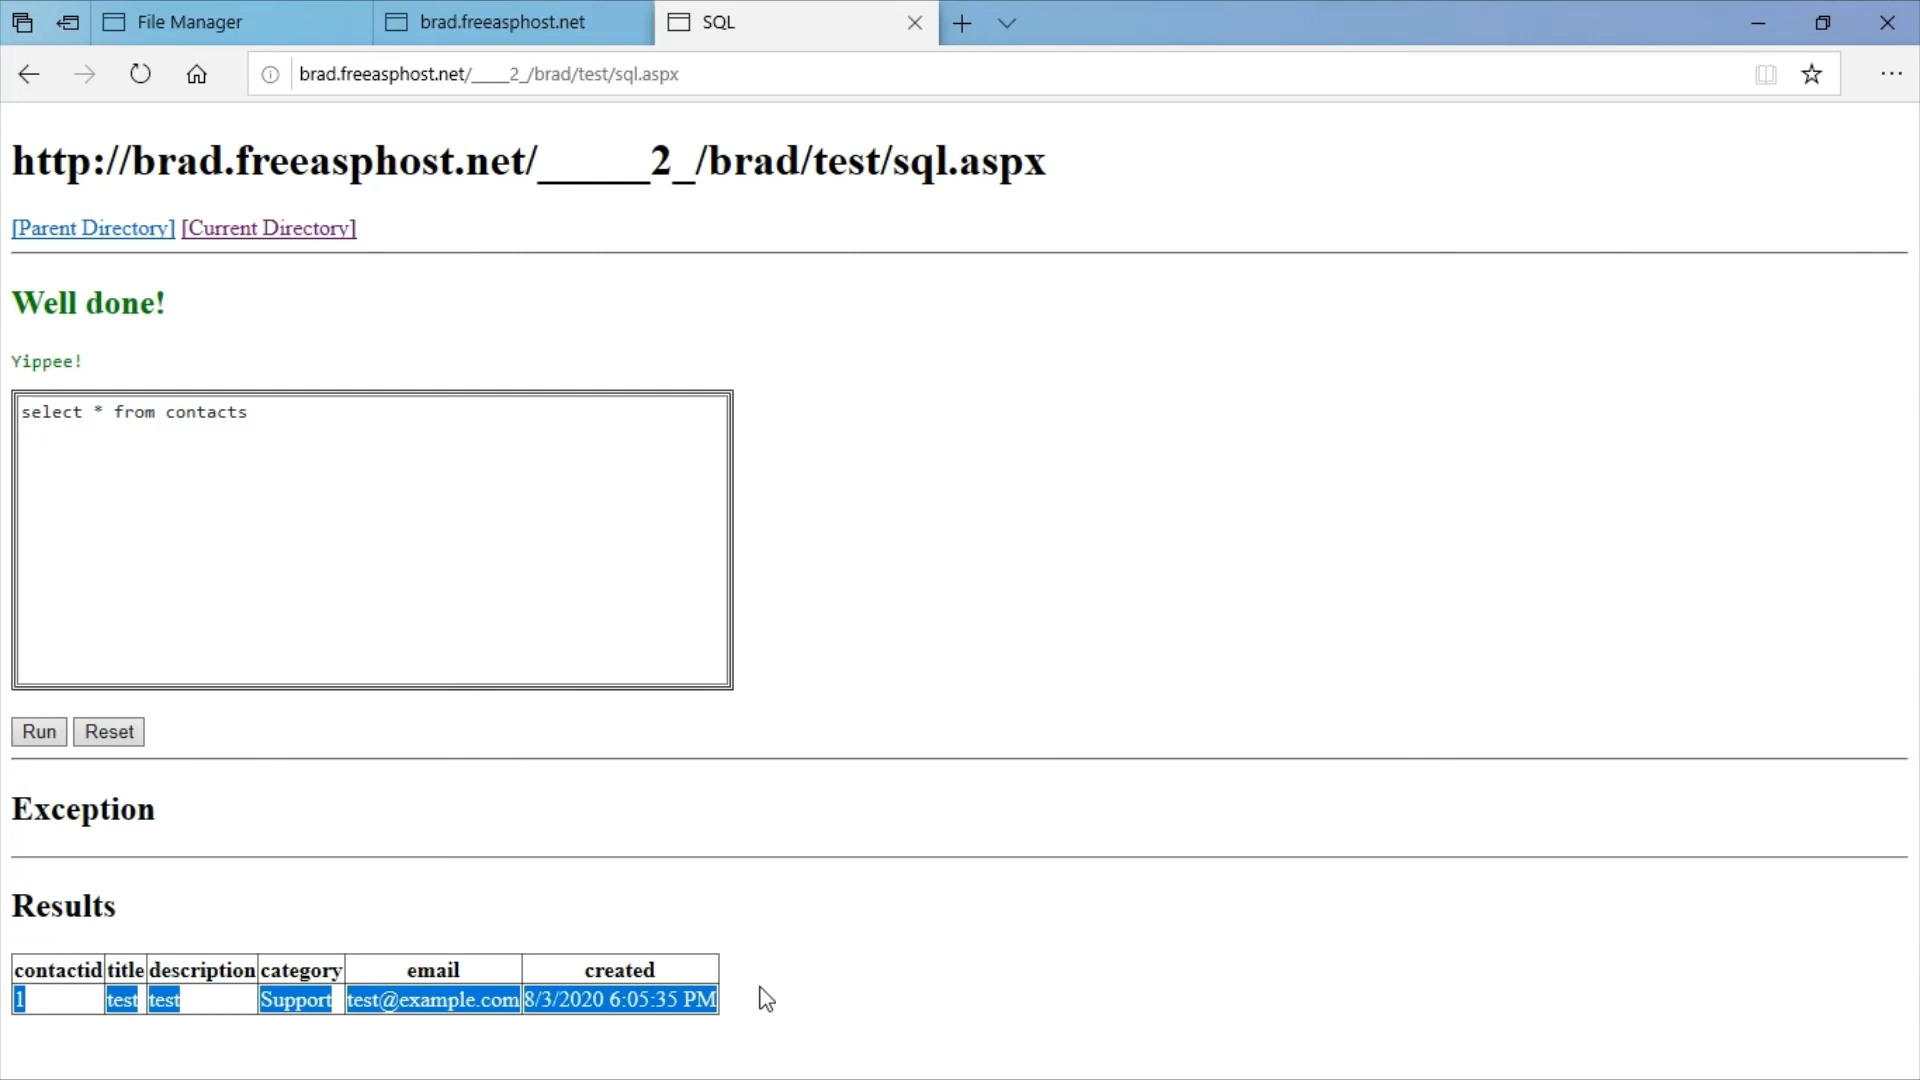 File Manager
brad.freeasphost.net
SQL
brad.freeasphost.net/_____2_/brad/test/sql.aspx
http://brad.freeasphost.net/_____2_/brad/test/sql.aspx
[Parent Directory] [Current Directory]
Well done!
Yippee!
select * from contacts
Run Reset
Exception
Results
contactid title description category email created
1 test test Support test@example.com 8/3/2020 6:05:35 PM